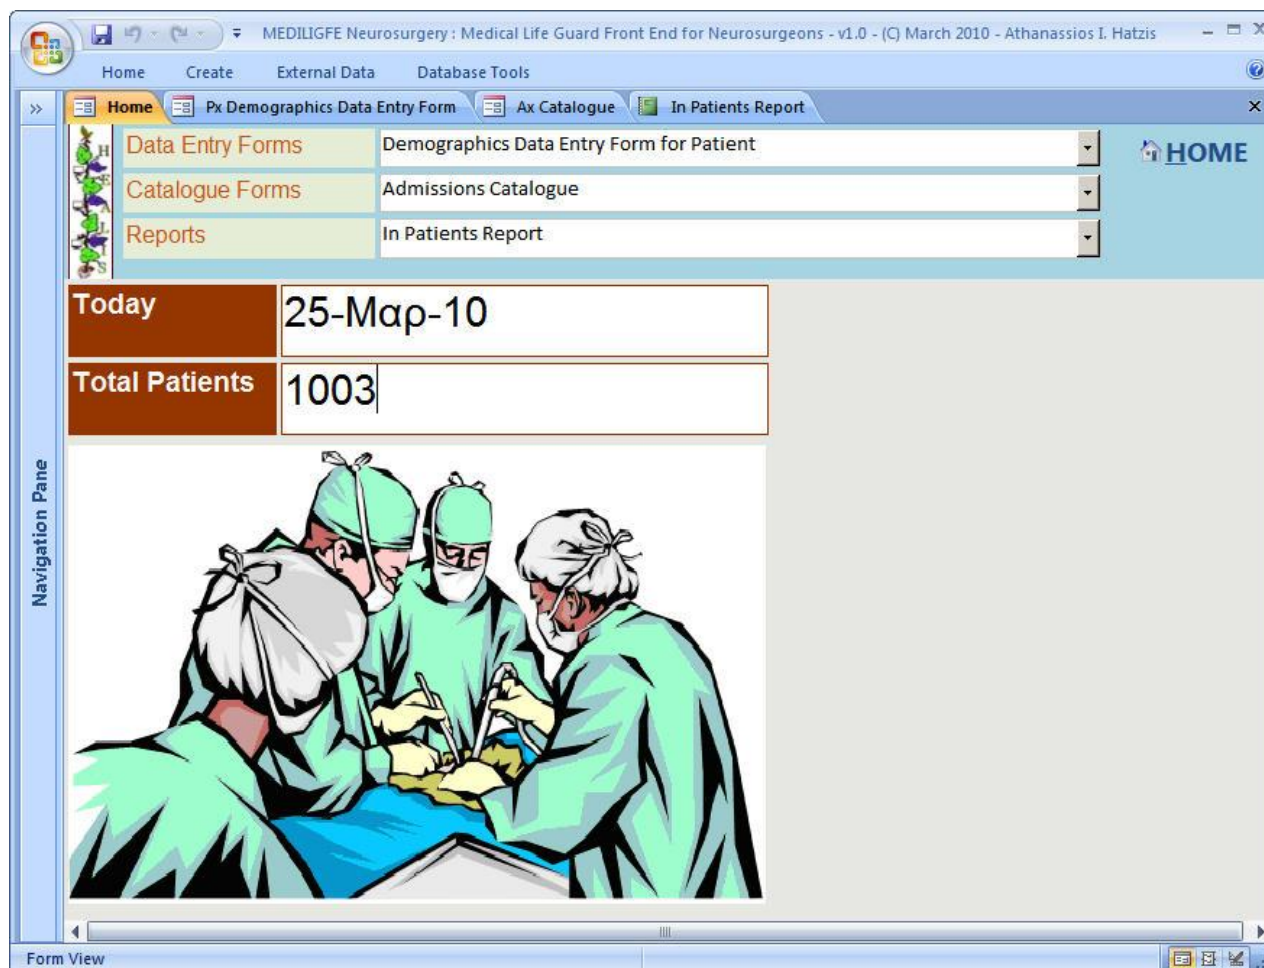 MEDILIGFE Neurosurgery : Medical Life Guard Front End for Neurosurgeons - v1.0 - (C) March 2010 - Athanassios I. Hatzis
Home Create External Data Database Tools
Home Px Demographics Data Entry Form Ax Catalogue In Patients Report
HEALIS
Data Entry Forms Demographics Data Entry Form for Patient HOME
Catalogue Forms Admissions Catalogue
Reports In Patients Report
Today 25-Μαρ-10
Total Patients 1003
Navigation Pane
Form View